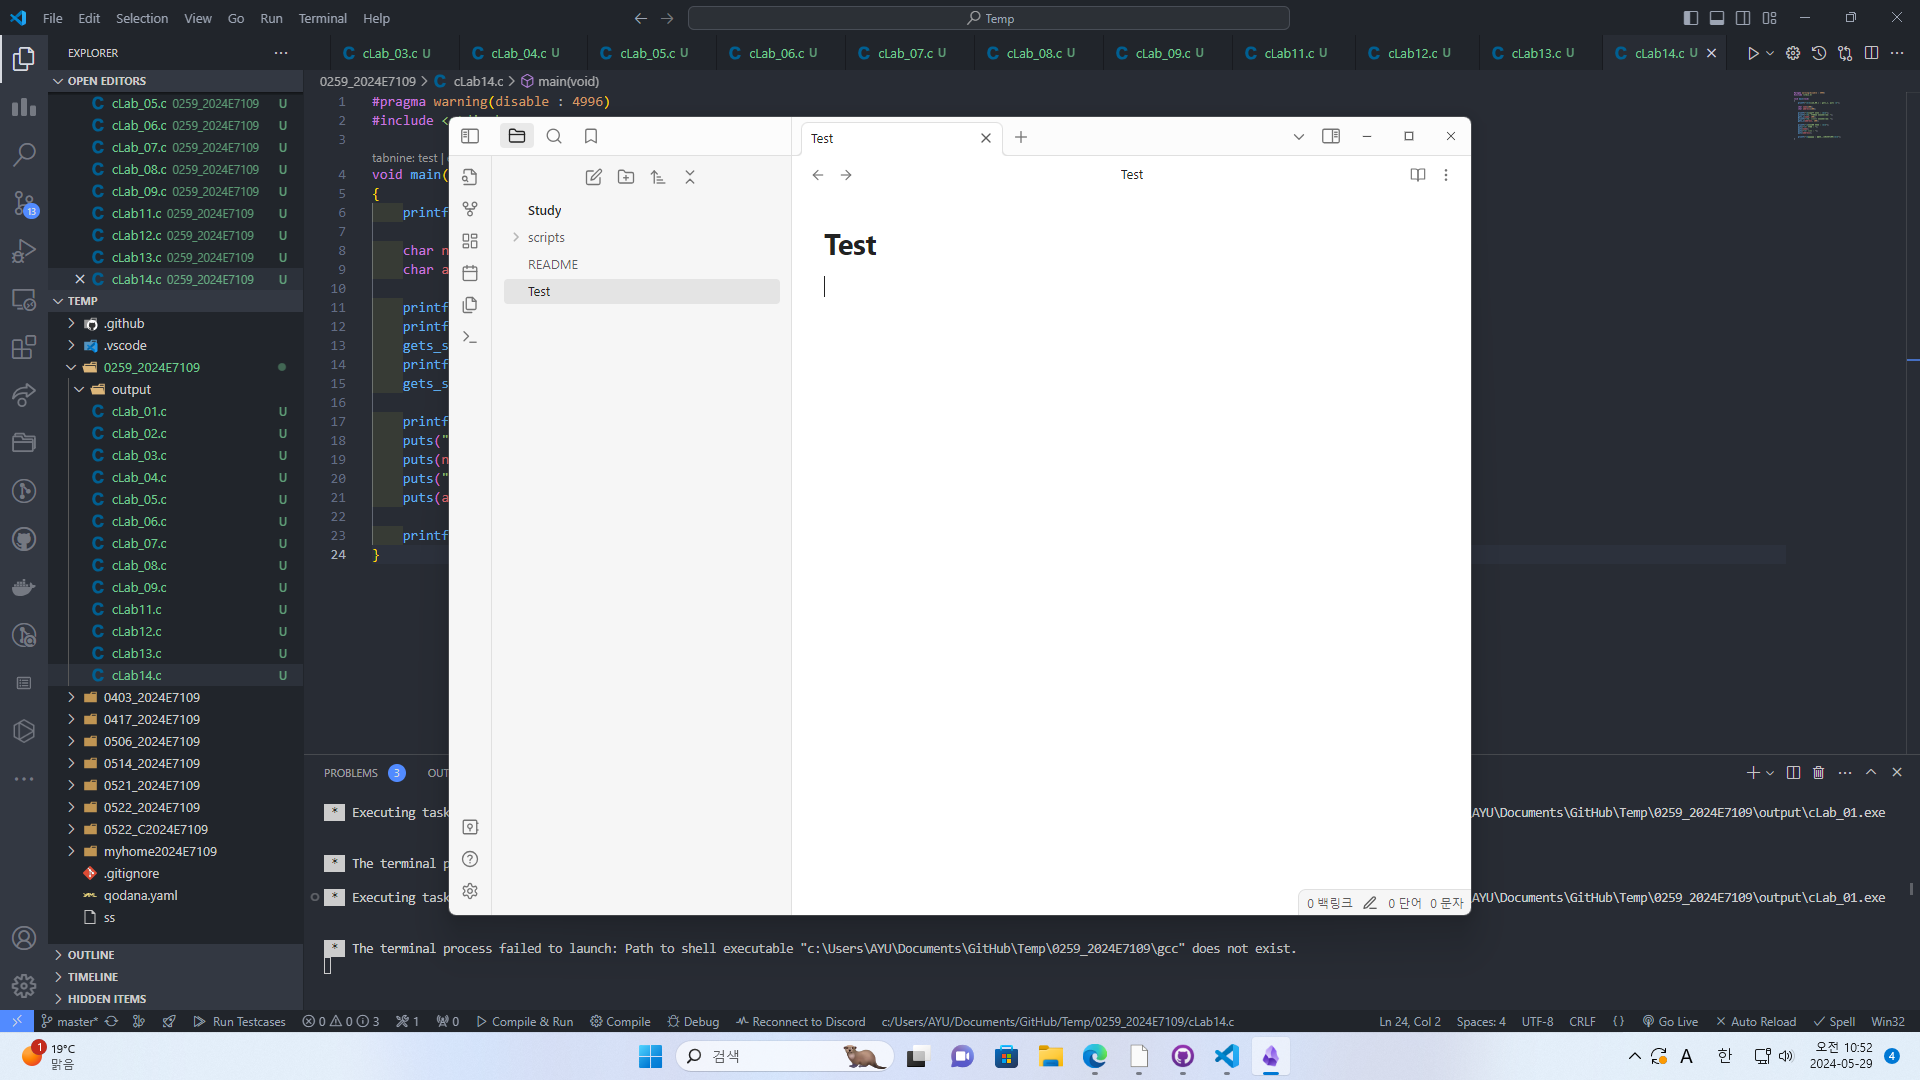 File Edit Selection View Go Run Terminal Help
Temp
EXPLORER
cLab_03.c U cLab_04.c U cLab_05.c U cLab_06.c U cLab_07.c U cLab_08.c U cLab_09.c U cLab11.c U cLab12.c U cLab13.c U cLab14.c U
OPEN EDITORS
cLab_05.c 0259_2024E7109 U
cLab_06.c 0259_2024E7109 U
cLab_07.c 0259_2024E7109 U
cLab_08.c 0259_2024E7109 U
cLab_09.c 0259_2024E7109 U
cLab11.c 0259_2024E7109 U
cLab12.c 0259_2024E7109 U
cLab13.c 0259_2024E7109 U
cLab14.c 0259_2024E7109 U
13
TEMP
.github
.vscode
0259_2024E7109
output
cLab_01.c U
cLab_02.c U
cLab_03.c U
cLab_04.c U
cLab_05.c U
cLab_06.c U
cLab_07.c U
cLab_08.c U
cLab_09.c U
cLab11.c U
cLab12.c U
cLab13.c U
cLab14.c U
0403_2024E7109
0417_2024E7109
0506_2024E7109
0514_2024E7109
0521_2024E7109
0522_2024E7109
0522_C2024E7109
myhome2024E7109
.gitignore
qodana.yaml
ss
OUTLINE
TIMELINE
HIDDEN ITEMS
0259_2024E7109 > cLab14.c > main(void)
1 #pragma warning(disable : 4996)
2 #include <
3
tabnine: test |
4 void main(
5 {
6 printf
7
8 char n
9 char a
10
11 printf
12 printf
13 gets_s
14 printf
15 gets_s
16
17 printf
18 puts("
19 puts(n
20 puts("
21 puts(a
22
23 printf
24 }
Test
Test
Study
scripts
README
Test
Test
0 백링크 0 단어 0 문자
PROBLEMS 3 OUT
* Executing task AYU\Documents\GitHub\Temp\0259_2024E7109\output\cLab_01.exe
* The terminal p
* Executing task AYU\Documents\GitHub\Temp\0259_2024E7109\output\cLab_01.exe
* The terminal process failed to launch: Path to shell executable "c:\Users\AYU\Documents\GitHub\Temp\0259_2024E7109\gcc" does not exist.
master* Run Testcases 0 0 3 1 0 Compile & Run Compile Debug Reconnect to Discord c:/Users/AYU/Documents/GitHub/Temp/0259_2024E7109/cLab14.c Ln 24, Col 2 Spaces: 4 UTF-8 CRLF {} Go Live Auto Reload Spell Win32
1 19°C
맑음
검색
A 한
오전 10:52
2024-05-29
4